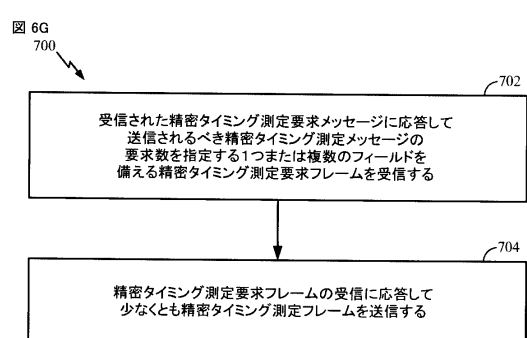 図 6G
700
702
受信された精密タイミング測定要求メッセージに応答して
送信されるべき精密タイミング測定メッセージの
要求数を指定する1つまたは複数のフィールドを
備える精密タイミング測定要求フレームを受信する
704
精密タイミング測定要求フレームの受信に応答して
少なくとも精密タイミング測定フレームを送信する